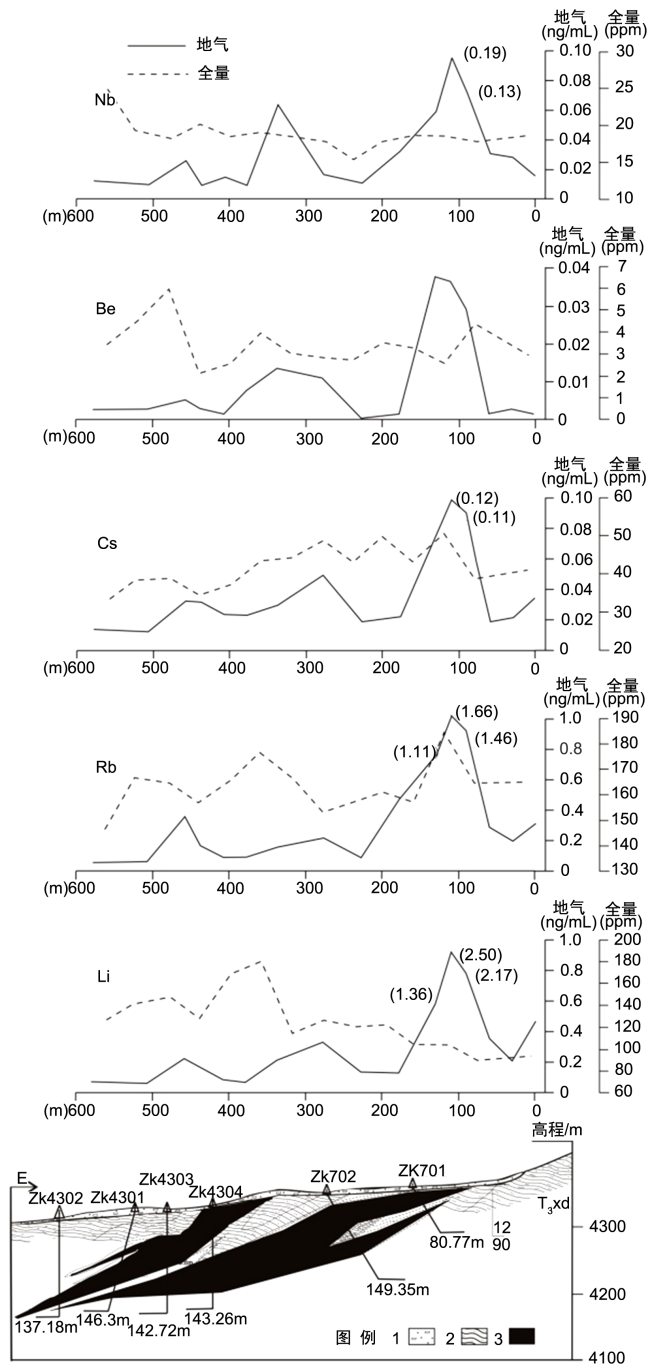 地气 全量
(ng/mL) (ppm)
地气
全量
Nb
(0.19)
(0.13)
0.10 30
0.08 25
0.06 20
0.04 15
0.02 10
0
(m)600 500 400 300 200 100 0
地气 全量
(ng/mL) (ppm)
Be
0.04 7
0.03 6
0.02 5
0.01 4
0 3
2
1
0
(m)600 500 400 300 200 100 0
地气 全量
(ng/mL) (ppm)
Cs
(0.12)
(0.11)
0.10 60
0.08 50
0.06 40
0.04 30
0.02 20
0
(m)600 500 400 300 200 100 0
地气 全量
(ng/mL) (ppm)
Rb
(1.66)
(1.46)
(1.11)
1.0 190
0.8 180
0.6 170
0.4 160
0.2 150
0 140
130
(m)600 500 400 300 200 100 0
地气 全量
(ng/mL) (ppm)
Li
(2.50)
(2.17)
(1.36)
1.0 200
0.8 180
0.6 160
0.4 140
0.2 120
0 100
80
60
(m)600 500 400 300 200 100 0
高程/m
E
Zk4302 Zk4301 Zk4303 Zk4304 Zk702 ZK701
T3xd
12
90
4300
4200
4100
80.77m
149.35m
143.26m
142.72m
146.3m
137.18m
图 例 1 2 3